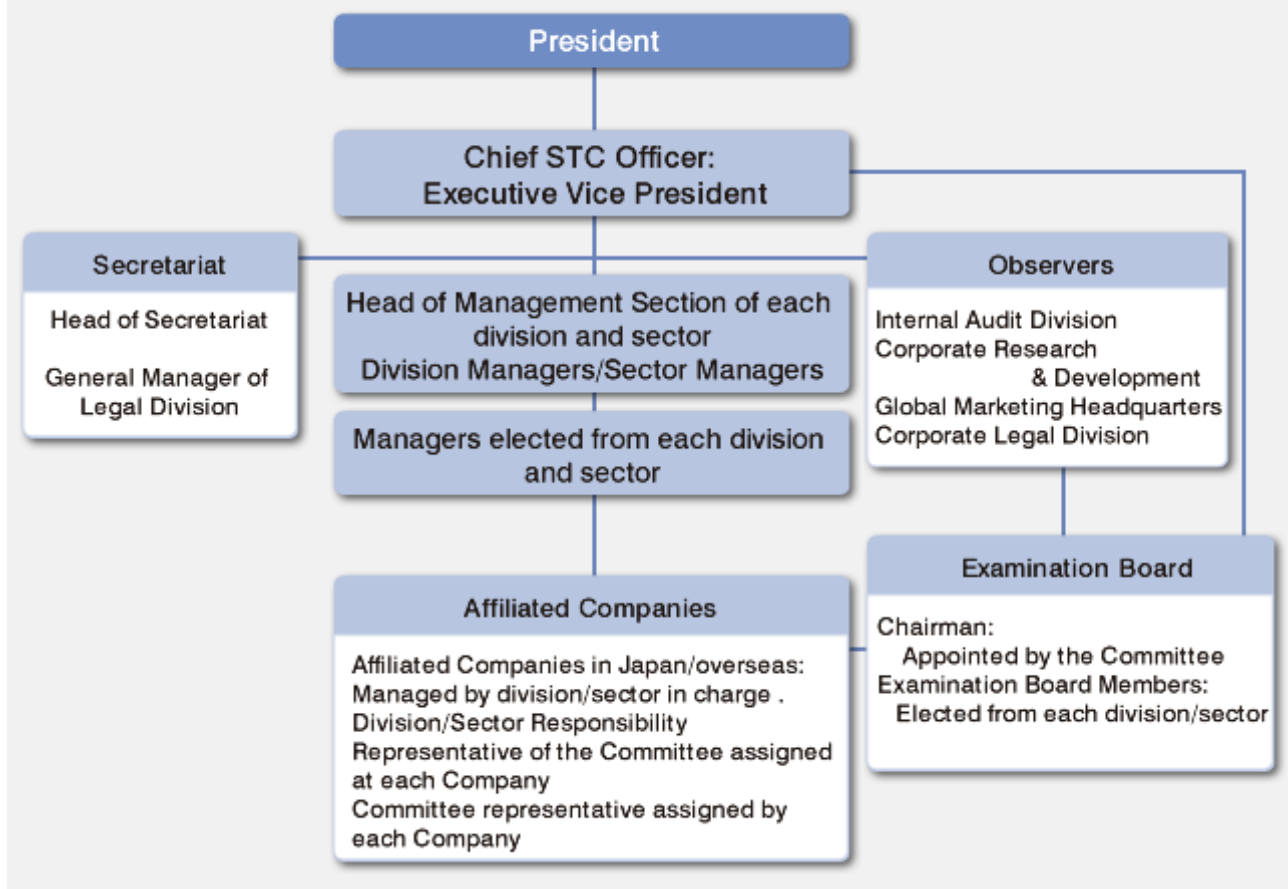 President
Chief STC Officer:
Executive Vice President
Secretariat
Head of Secretariat
General Manager of
Legal Division
Head of Management Section of each
division and sector
Division Managers/Sector Managers
Managers elected from each division
and sector
Observers
Internal Audit Division
Corporate Research
& Development
Global Marketing Headquarters
Corporate Legal Division
Affiliated Companies
Affiliated Companies in Japan/overseas:
Managed by division/sector in charge .
Division/Sector Responsibility
Representative of the Committee assigned
at each Company
Committee representative assigned by
each Company
Examination Board
Chairman:
Appointed by the Committee
Examination Board Members:
Elected from each division/sector